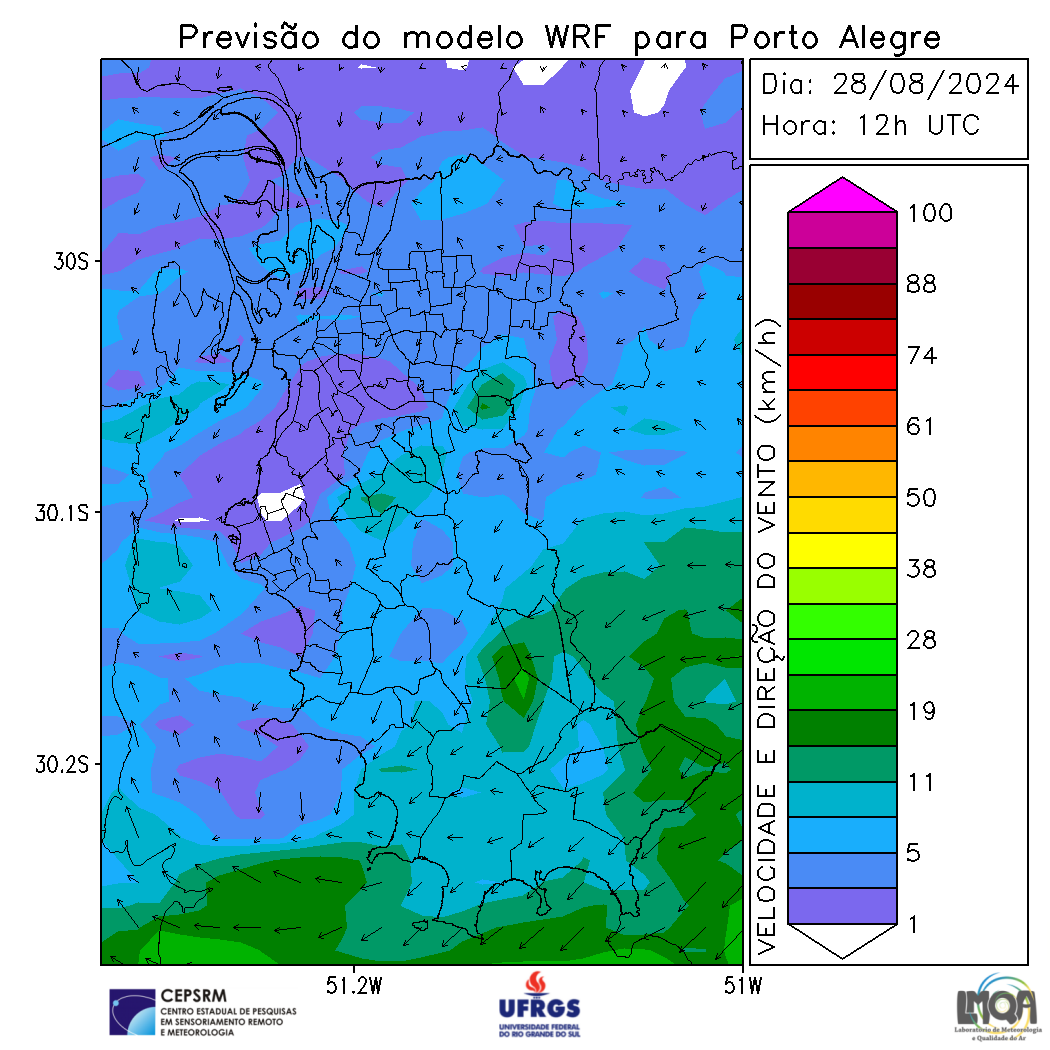 Previsão do modelo WRF para Porto Alegre
Dia: 28/08/2024
Hora: 12h UTC
30S
30.1S
30.2S
51.2W
51W
VELOCIDADE E DIREÇÃO DO VENTO (km/h)
100
88
74
61
50
38
28
19
11
5
1
CEPSRM
CENTRO ESTADUAL DE PESQUISAS
EM SENSORIAMENTO REMOTO
E METEOROLOGIA
UFRGS
UNIVERSIDADE FEDERAL
DO RIO GRANDE DO SUL
LMQA
Laboratório de Meteorologia
e Qualidade do Ar